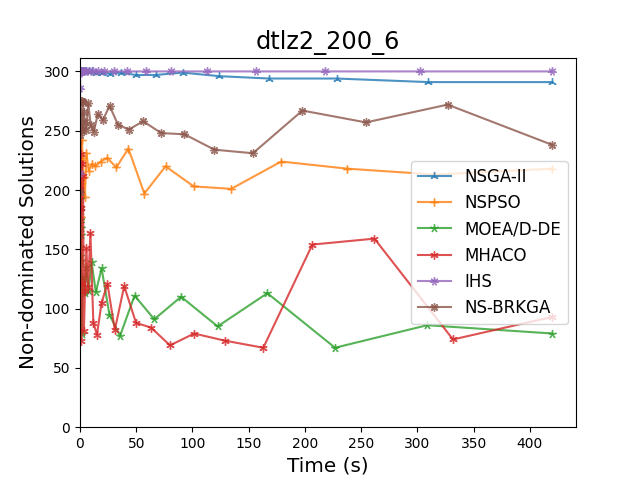 dtlz2_200_6
Non-dominated Solutions
300
250
200
150
100
50
0
NSGA-II
NSPSO
MOEA/D-DE
MHACO
IHS
NS-BRKGA
0 50 100 150 200 250 300 350 400
Time (s)